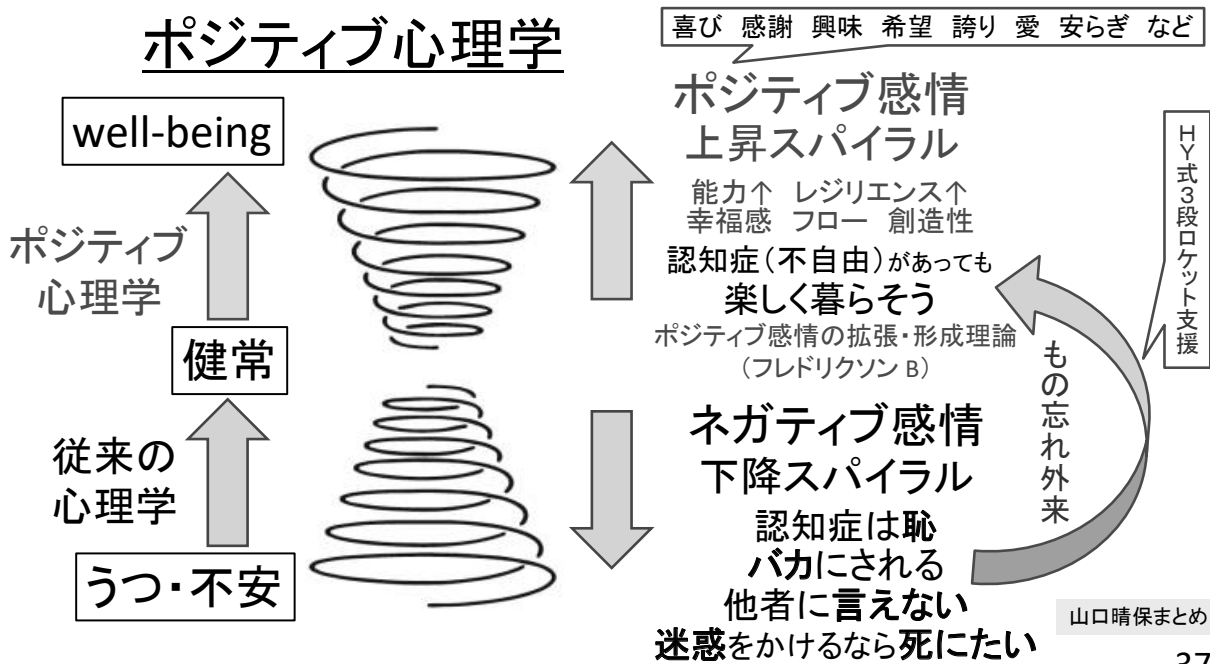 ポジティブ心理学
喜び 感謝 興味 希望 誇り 愛 安らぎ など
well-being
ポジティブ
心理学
健常
従来の
心理学
うつ・不安
ポジティブ感情
上昇スパイラル
能力↑ レジリエンス↑
幸福感 フロー 創造性
認知症(不自由)があっても
楽しく暮らそう
ポジティブ感情の拡張・形成理論
(フレドリクソン B)
ネガティブ感情
下降スパイラル
認知症は恥
バカにされる
他者に言えない
迷惑をかけるなら死にたい
もの忘れ外来
HY式3段ロケット支援
山口晴保まとめ
37